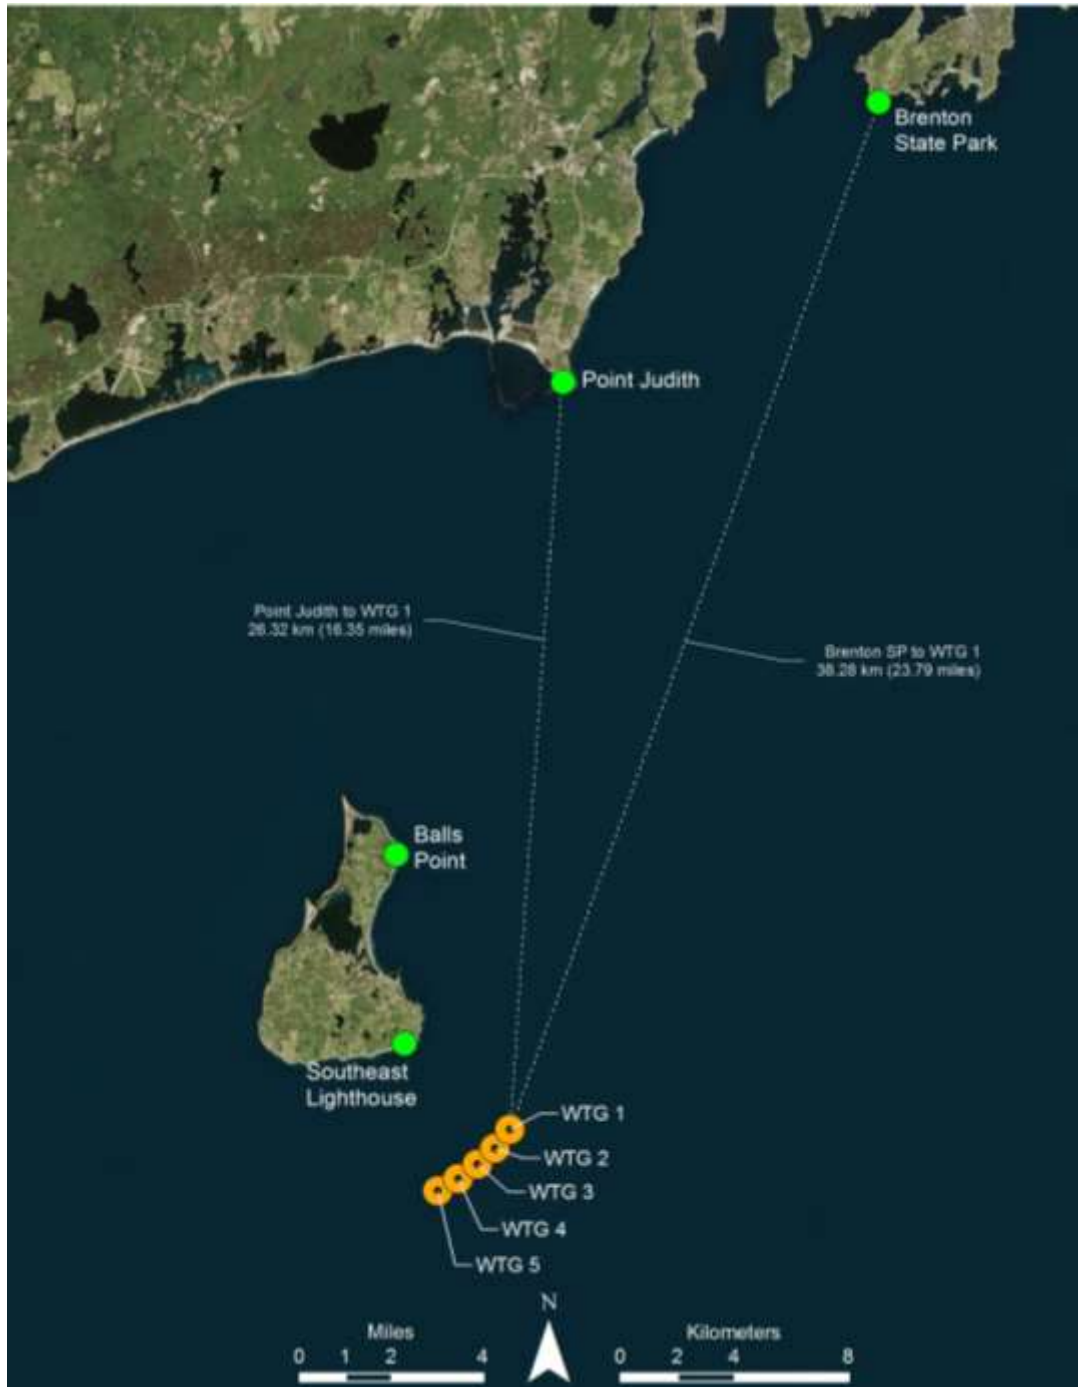 Brenton
State Park
Point Judith
Point Judith to WTG 1
26.32 km (16.35 miles)
Brenton SP to WTG 1
38.28 km (23.79 miles)
Balls
Point
Southeast
Lighthouse
WTG 1
WTG 2
WTG 3
WTG 4
WTG 5
N
Miles
0 1 2 4
Kilometers
0 2 4 8